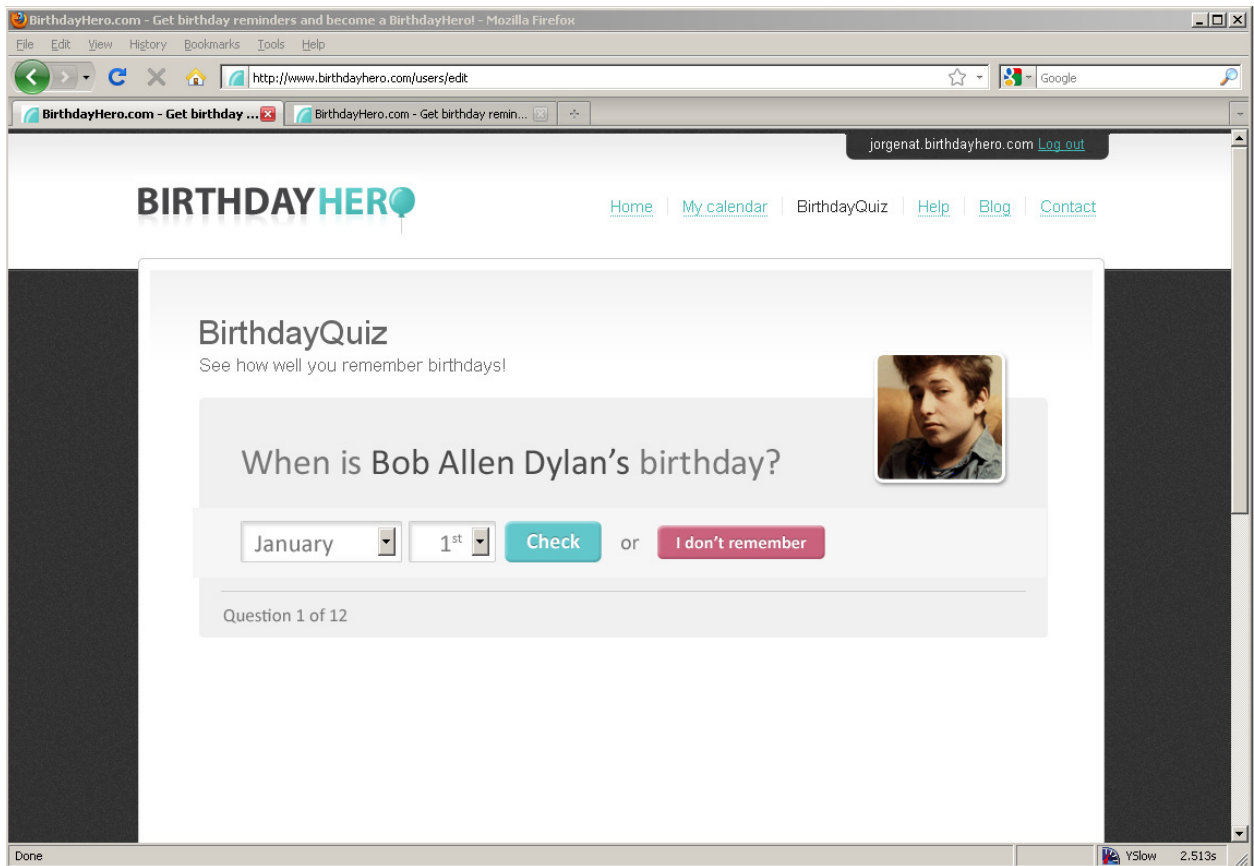 BirthdayHero.com - Get birthday reminders and become a BirthdayHero! - Mozilla Firefox
File Edit View History Bookmarks Tools Help
http://www.birthdayhero.com/users/edit Google
BirthdayHero.com - Get birthday ... BirthdayHero.com - Get birthday remin...
jorgenat.birthdayhero.com Log out
BIRTHDAYHERO
Home My calendar BirthdayQuiz Help Blog Contact
BirthdayQuiz
See how well you remember birthdays!
When is Bob Allen Dylan's birthday?
January 1st Check or I don't remember
Question 1 of 12
Done YSlow 2.513s